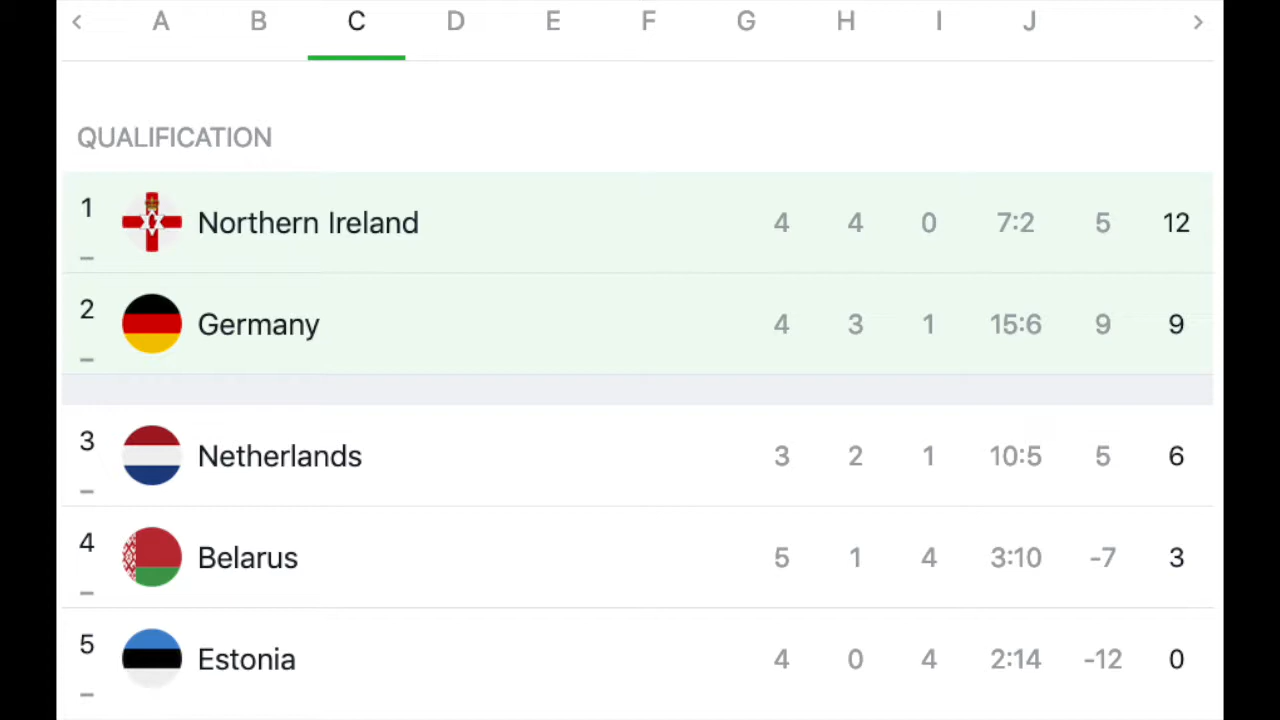 ‹ A B C D E F G H I J ›
QUALIFICATION
1 Northern Ireland 4 4 0 7:2 5 12
–
2 Germany 4 3 1 15:6 9 9
–
3 Netherlands 3 2 1 10:5 5 6
–
4 Belarus 5 1 4 3:10 -7 3
–
5 Estonia 4 0 4 2:14 -12 0
–